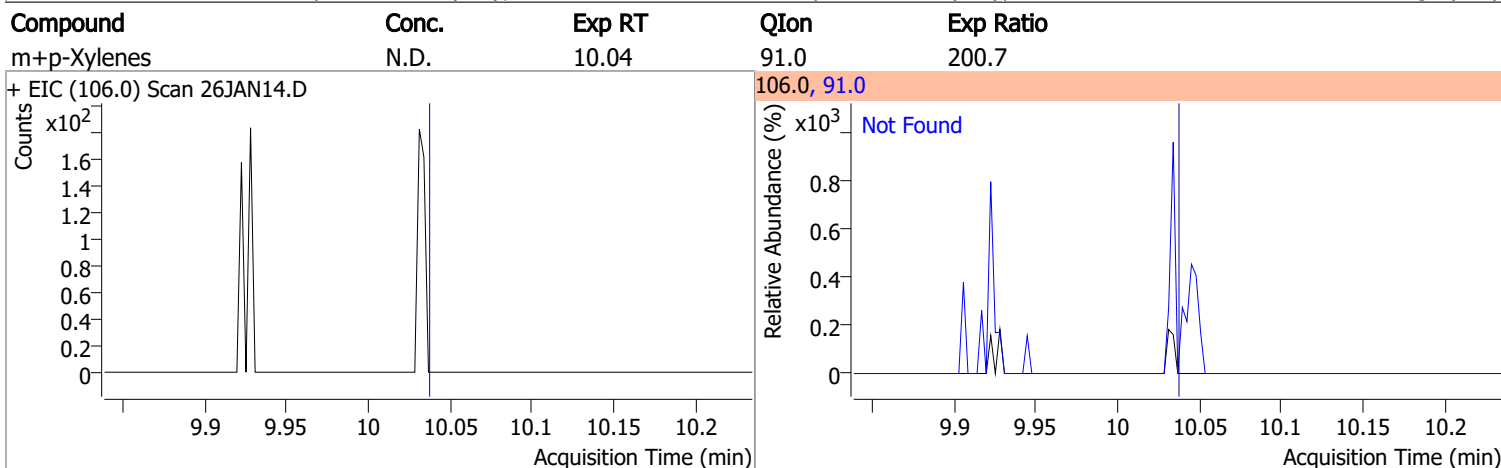 Compound Conc. Exp RT QIon Exp Ratio
m+p-Xylenes N.D. 10.04 91.0 200.7
+ EIC (106.0) Scan 26JAN14.D
Counts
x10²
1.6
1.4
1.2
1
0.8
0.6
0.4
0.2
0
9.9 9.95 10 10.05 10.1 10.15 10.2
Acquisition Time (min)
106.0, 91.0
Relative Abundance (%)
x10³
Not Found
0.8
0.6
0.4
0.2
0
9.9 9.95 10 10.05 10.1 10.15 10.2
Acquisition Time (min)